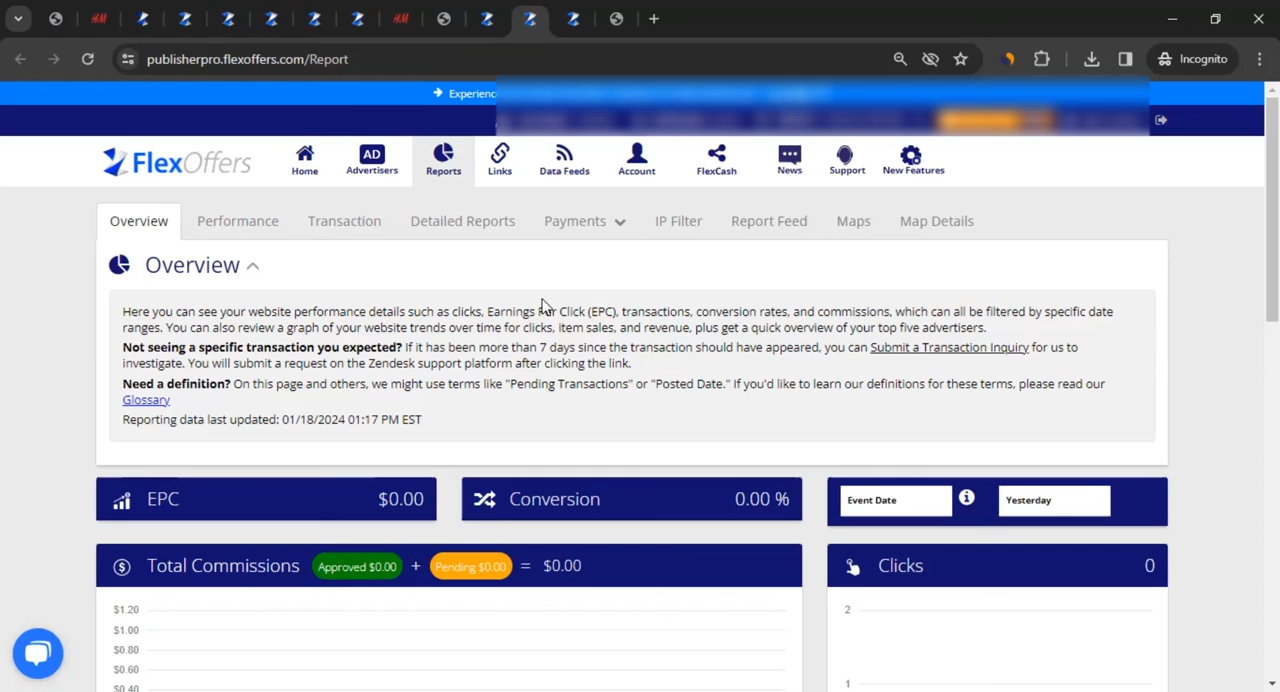 H&M
H&M
publisherpro.flexoffers.com/Report
Incognito
Experience
FlexOffers
Home
AD
Advertisers
Reports
Links
Data Feeds
Account
FlexCash
News
Support
New Features
Overview
Performance
Transaction
Detailed Reports
Payments
IP Filter
Report Feed
Maps
Map Details
Overview
Here you can see your website performance details such as clicks, Earnings Per Click (EPC), transactions, conversion rates, and commissions, which can all be filtered by specific date
ranges. You can also review a graph of your website trends over time for clicks, item sales, and revenue, plus get a quick overview of your top five advertisers.
Not seeing a specific transaction you expected? If it has been more than 7 days since the transaction should have appeared, you can Submit a Transaction Inquiry for us to
investigate. You will submit a request on the Zendesk support platform after clicking the link.
Need a definition? On this page and others, we might use terms like "Pending Transactions" or "Posted Date." If you'd like to learn our definitions for these terms, please read our
Glossary
Reporting data last updated: 01/18/2024 01:17 PM EST
EPC $0.00
Conversion 0.00 %
Event Date
Yesterday
Total Commissions Approved $0.00 + Pending $0.00 = $0.00
Clicks 0
$1.20
$1.00
$0.80
$0.60
$0.40
2
1